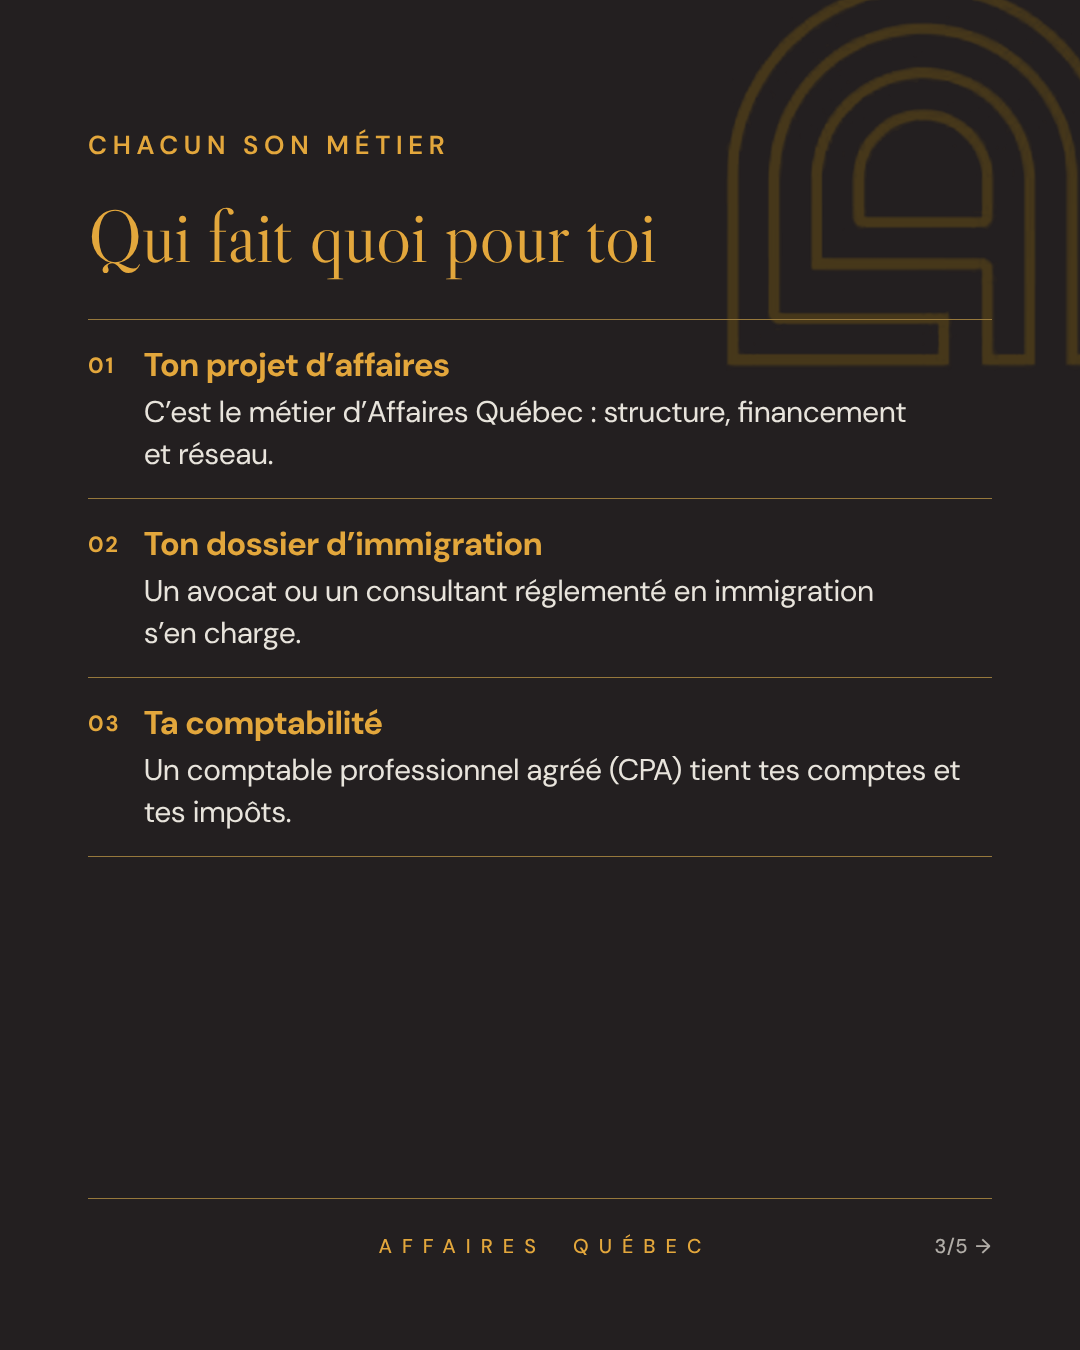 CHACUN SON MÉTIER
Qui fait quoi pour toi
01 Ton projet d’affaires
C’est le métier d’Affaires Québec : structure, financement
et réseau.
02 Ton dossier d’immigration
Un avocat ou un consultant réglementé en immigration
s’en charge.
03 Ta comptabilité
Un comptable professionnel agréé (CPA) tient tes comptes et
tes impôts.
AFFAIRES QUÉBEC
3/5 →